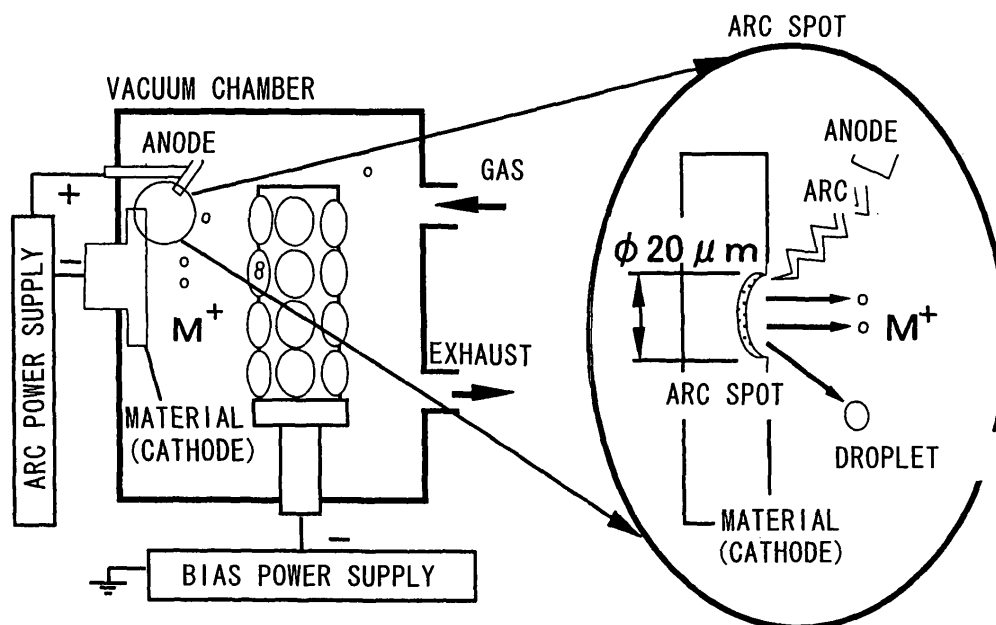 ARC SPOT
VACUUM CHAMBER
ANODE
GAS
+
−
ARC POWER SUPPLY
8
M+
EXHAUST
MATERIAL
(CATHODE)
−
BIAS POWER SUPPLY
ANODE
ARC
φ20μm
M+
ARC SPOT
DROPLET
MATERIAL
(CATHODE)